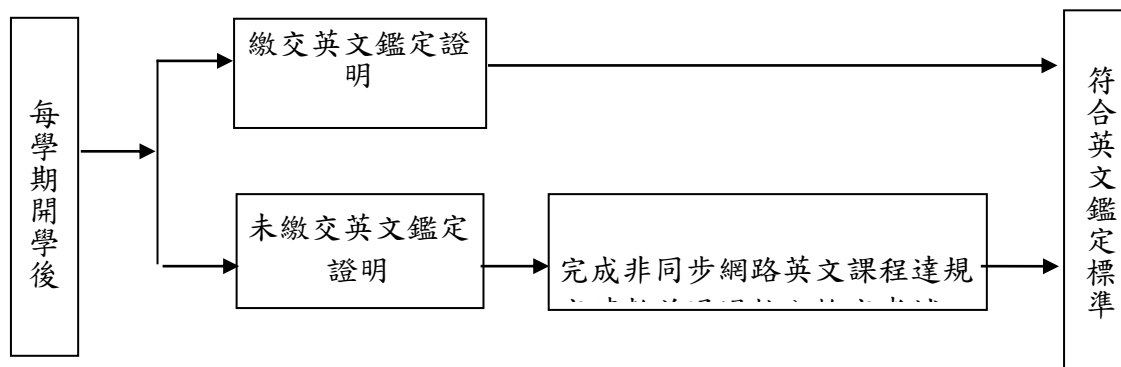 每學期開學後
繳交英文鑑定證
明
未繳交英文鑑定
證明
完成非同步網路英文課程達規
符合英文鑑定標準